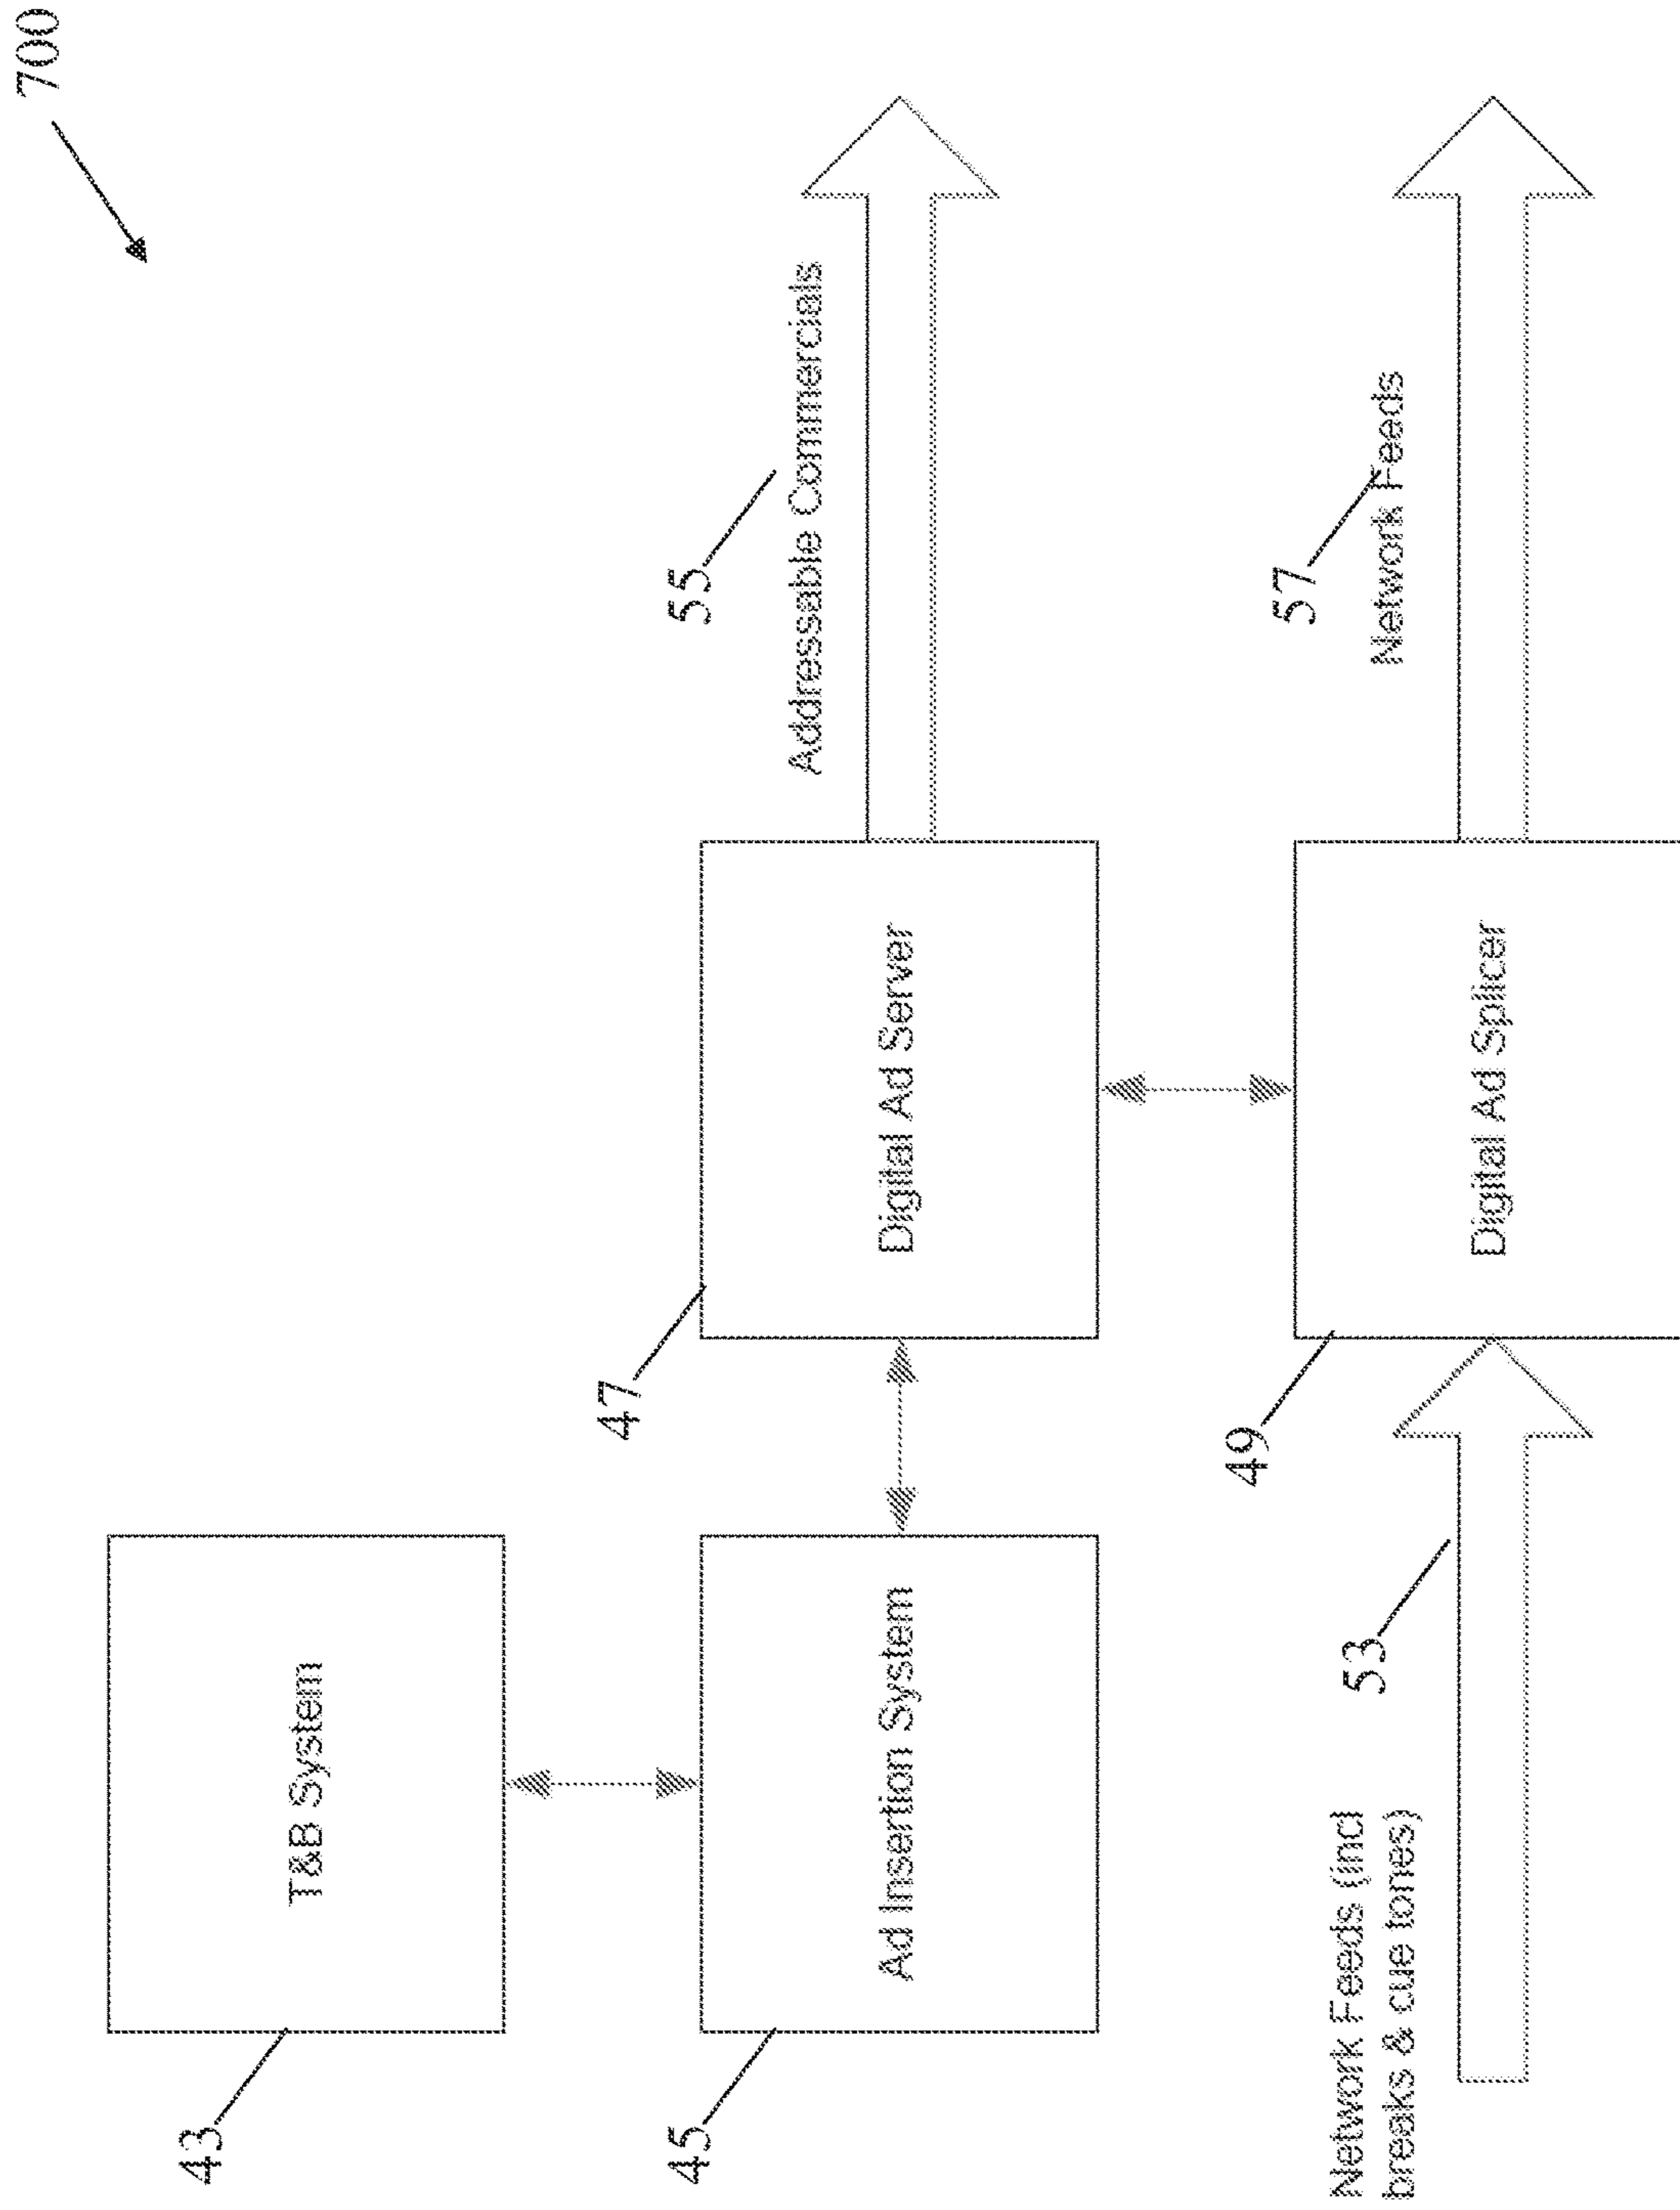 700
43
T&B System
45
Ad Insertion System
47
Digital Ad Server
55
Addressable Commercials
Network Feeds (incl
breaks & cue tones)
53
49
Digital Ad Splicer
57
Network Feeds